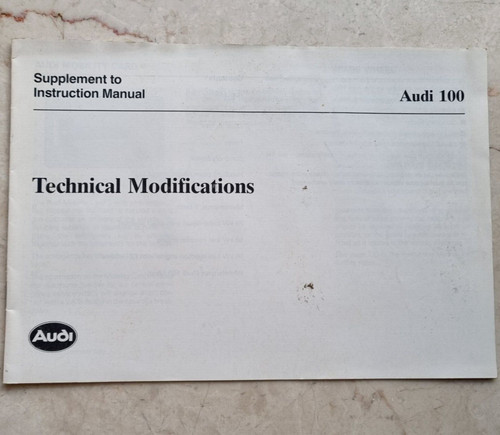 Supplement to
Instruction Manual
Audi 100
Technical Modifications
Audi